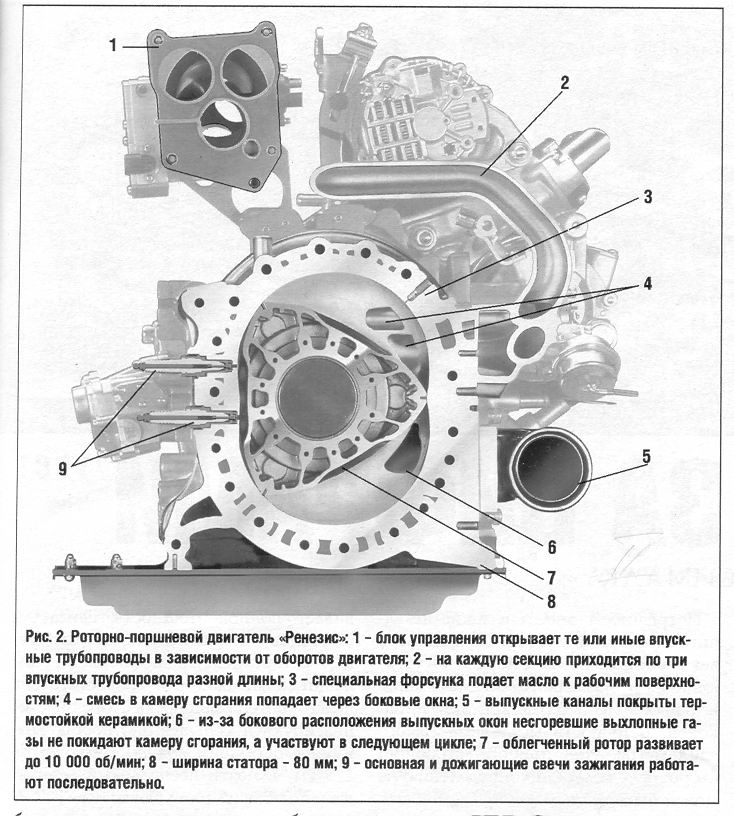 1
2
3
4
5
9
6
7
8
Рис. 2. Роторно-поршневой двигатель «Ренезис»: 1 – блок управления открывает те или иные впуск-
ные трубопроводы в зависимости от оборотов двигателя; 2 – на каждую секцию приходится по три
впускных трубопровода разной длины; 3 – специальная форсунка подает масло к рабочим поверхно-
стям; 4 – смесь в камеру сгорания попадает через боковые окна; 5 – выпускные каналы покрыты тер-
мостойкой керамикой; 6 – из-за бокового расположения выпускных окон несгоревшие выхлопные га-
зы не покидают камеру сгорания, а участвуют в следующем цикле; 7 – облегченный ротор развивает
до 10 000 об/мин; 8 – ширина статора – 80 мм; 9 – основная и дожигающие свечи зажигания работа-
ют последовательно.